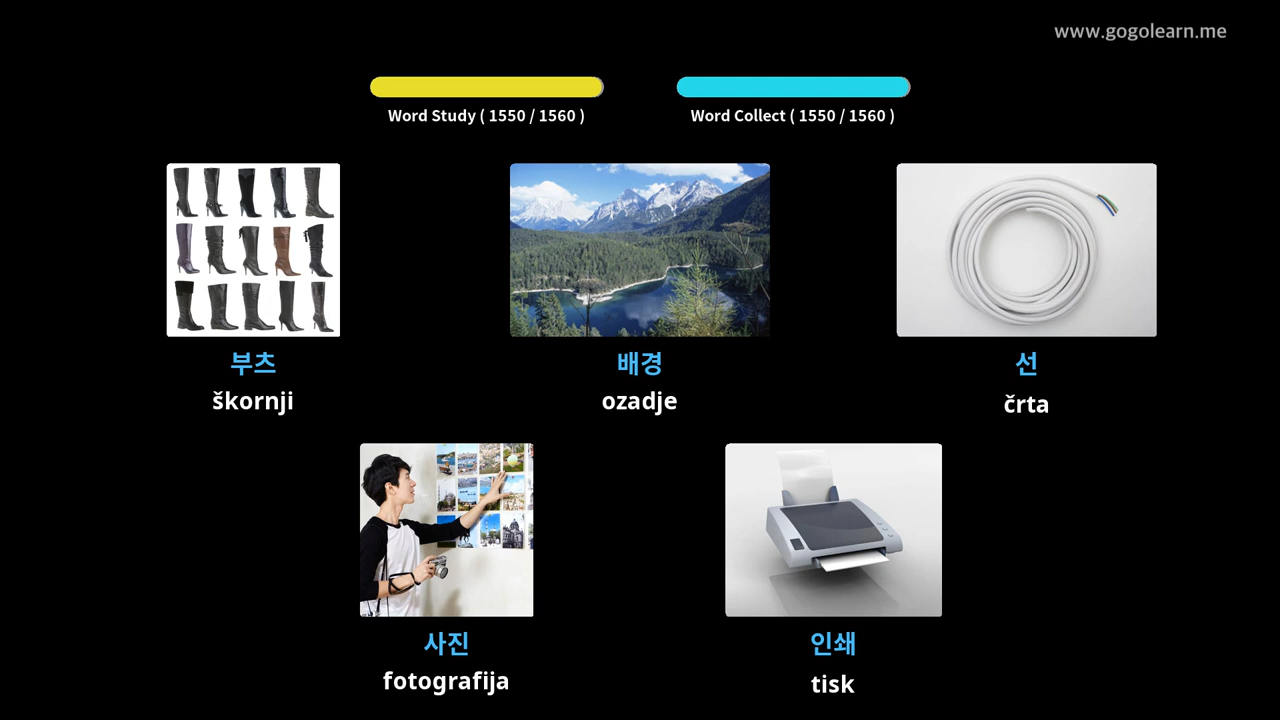 www.gogolearn.me
Word Study ( 1550 / 1560 )
Word Collect ( 1550 / 1560 )
부츠
škornji
배경
ozadje
선
črta
사진
fotografija
인쇄
tisk